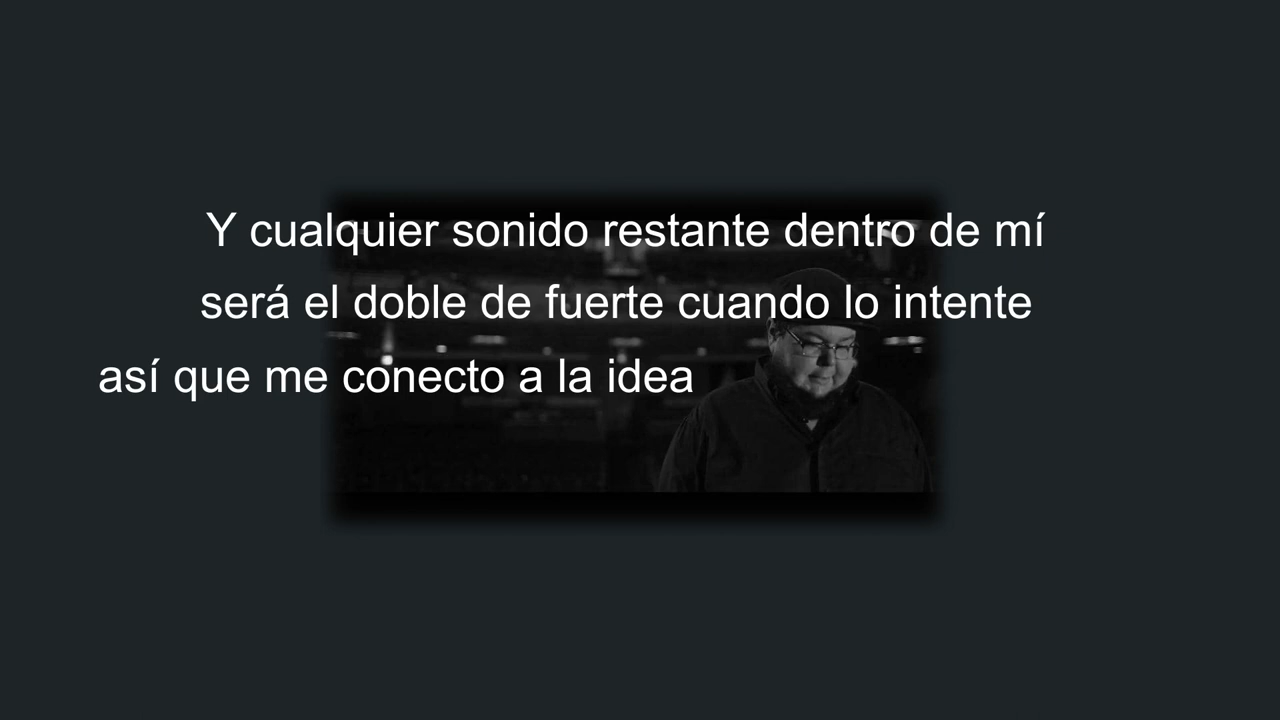 Y cualquier sonido restante dentro de mí
será el doble de fuerte cuando lo intente
así que me conecto a la idea